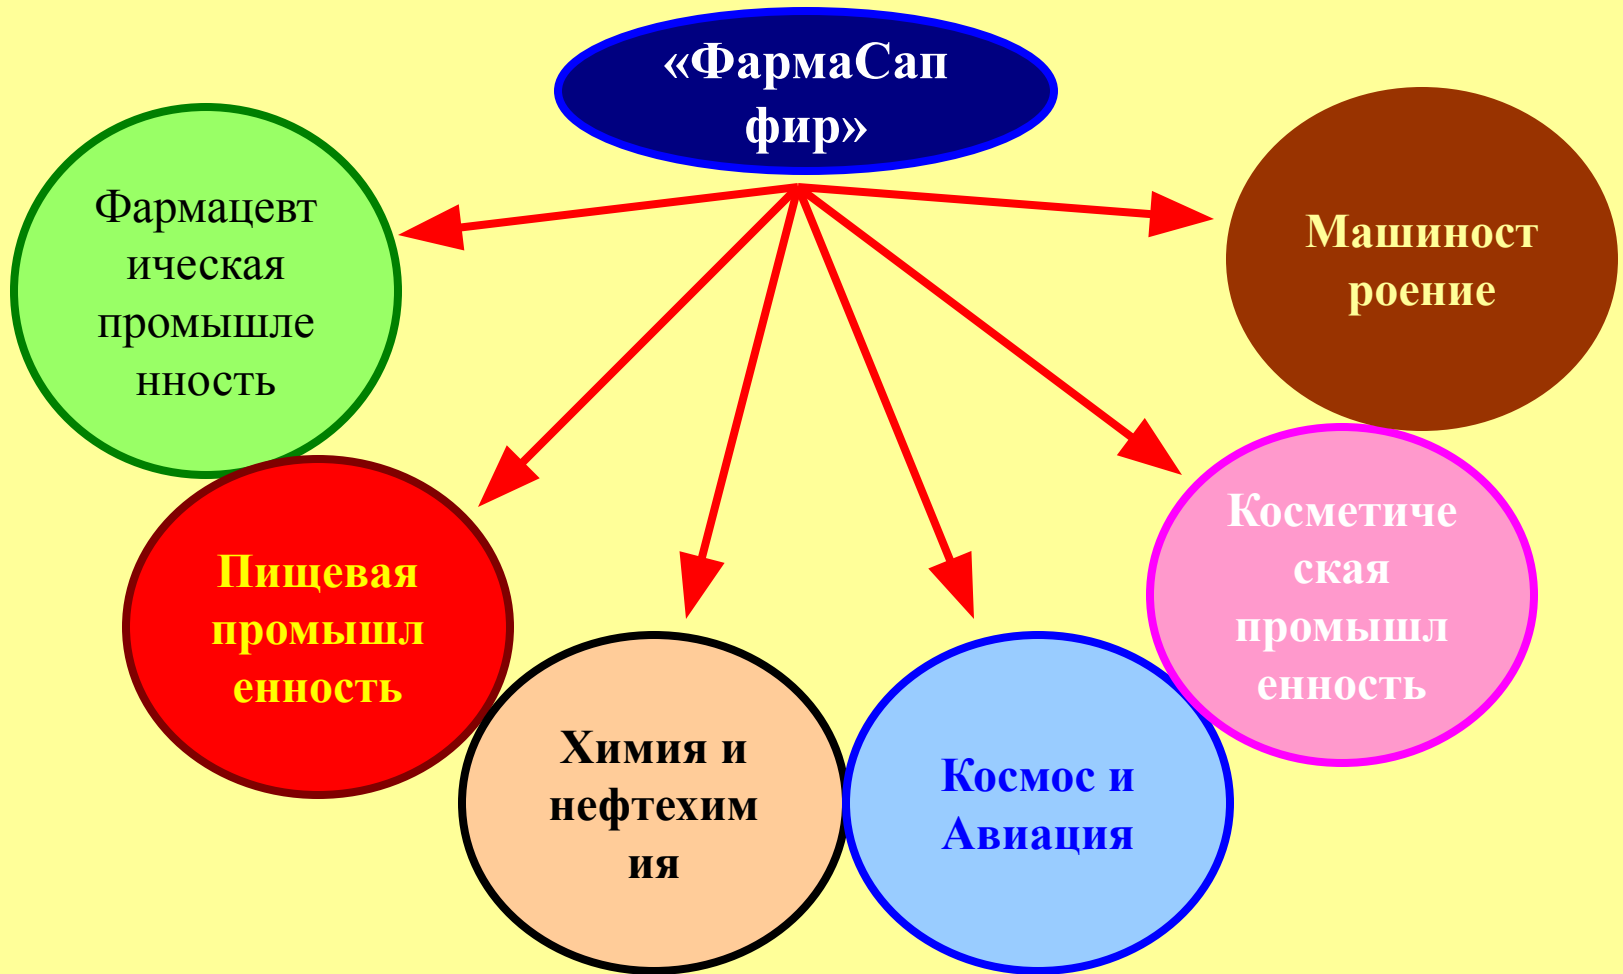 «ФармаСап
фир»
Фармацевт
ическая
промышле
нность
Пищевая
промышл
енность
Химия и
нефтехим
ия
Космос и
Авиация
Косметиче
ская
промышл
енность
Машиност
роение